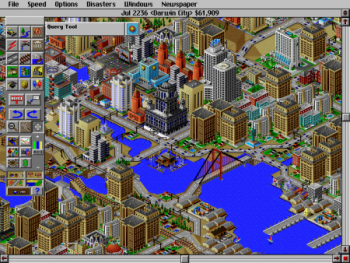 File Speed Options Disasters Windows Newspaper
Jul 2236 <Darwin City> $61,909
Query Tool